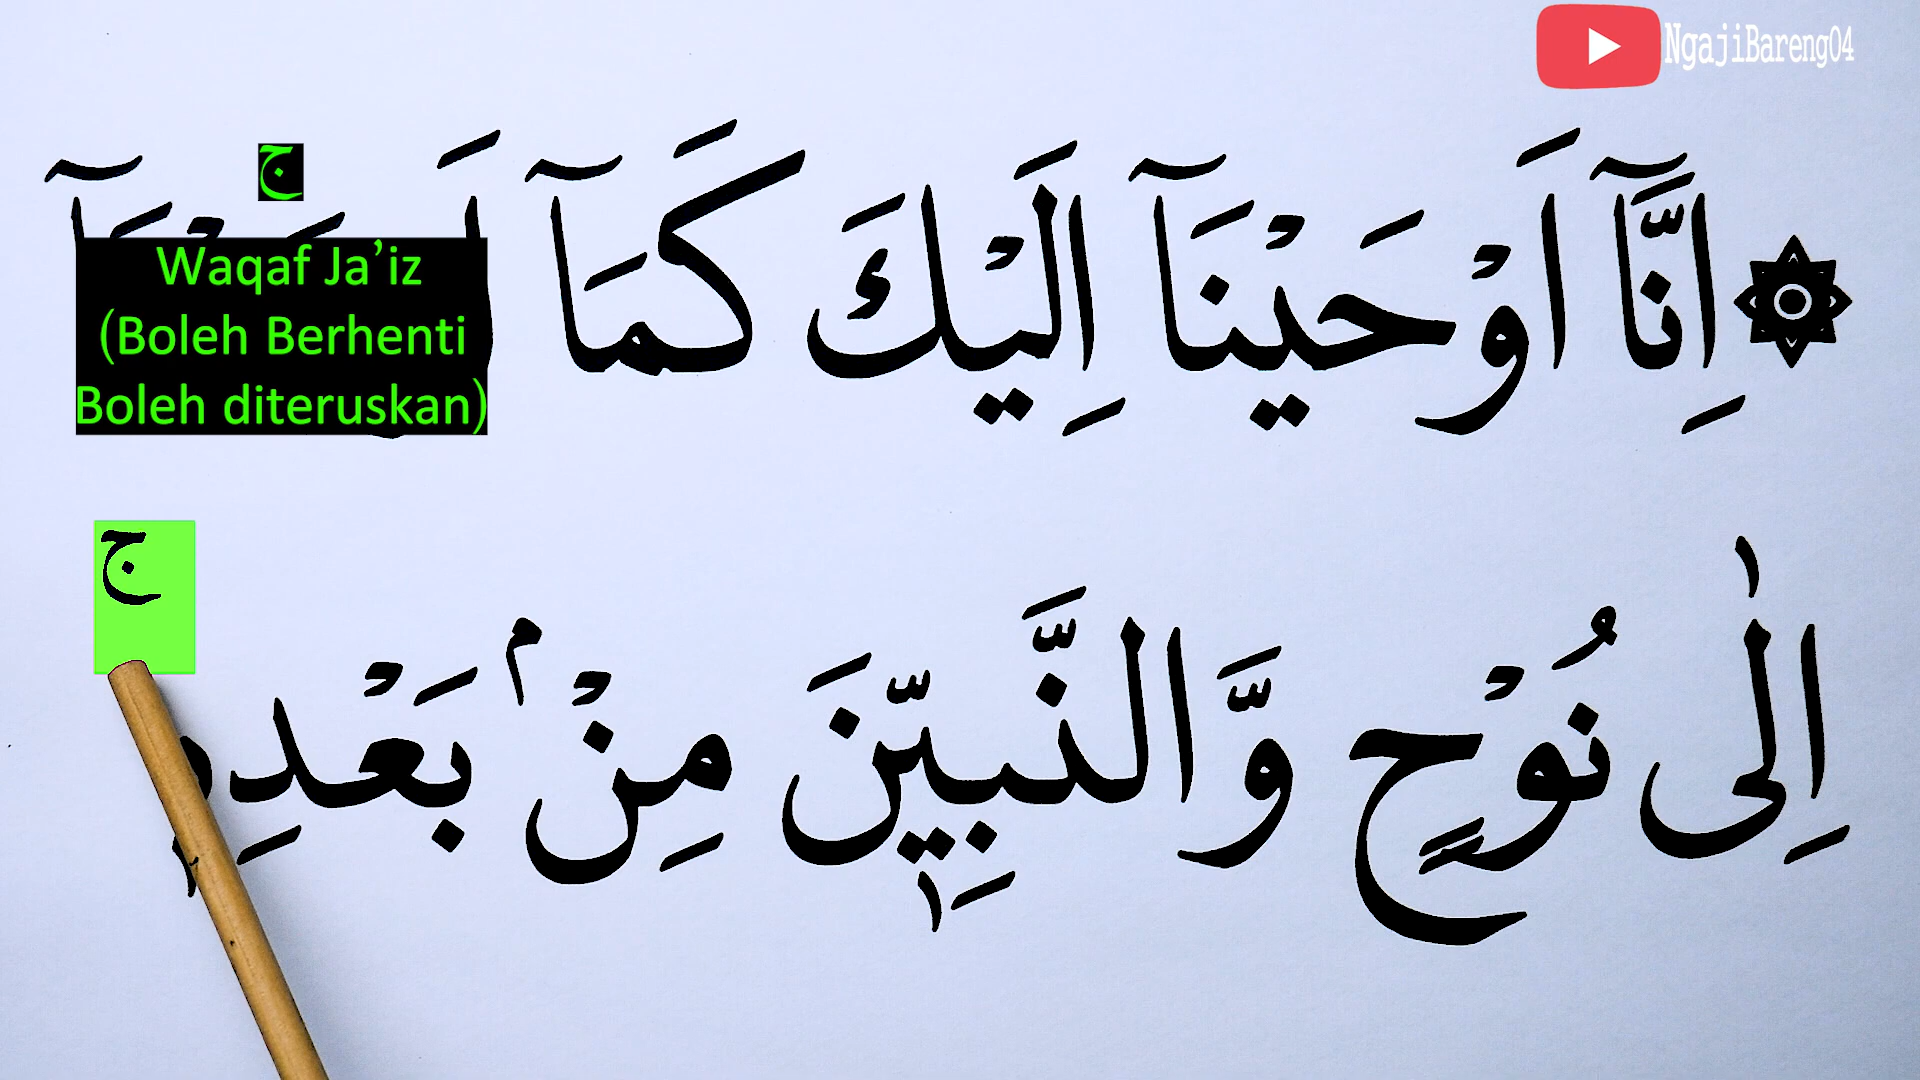 NgajiBareng04
۞ اِنَّآ اَوْحَيْنَآ اِلَيْكَ كَمَآ
ج
Waqaf Ja’iz
(Boleh Berhenti
Boleh diteruskan)
اِلٰى نُوْحٍ وَّالنَّبِيّٖنَ مِنْۢ بَعْدِهٖ ۚ